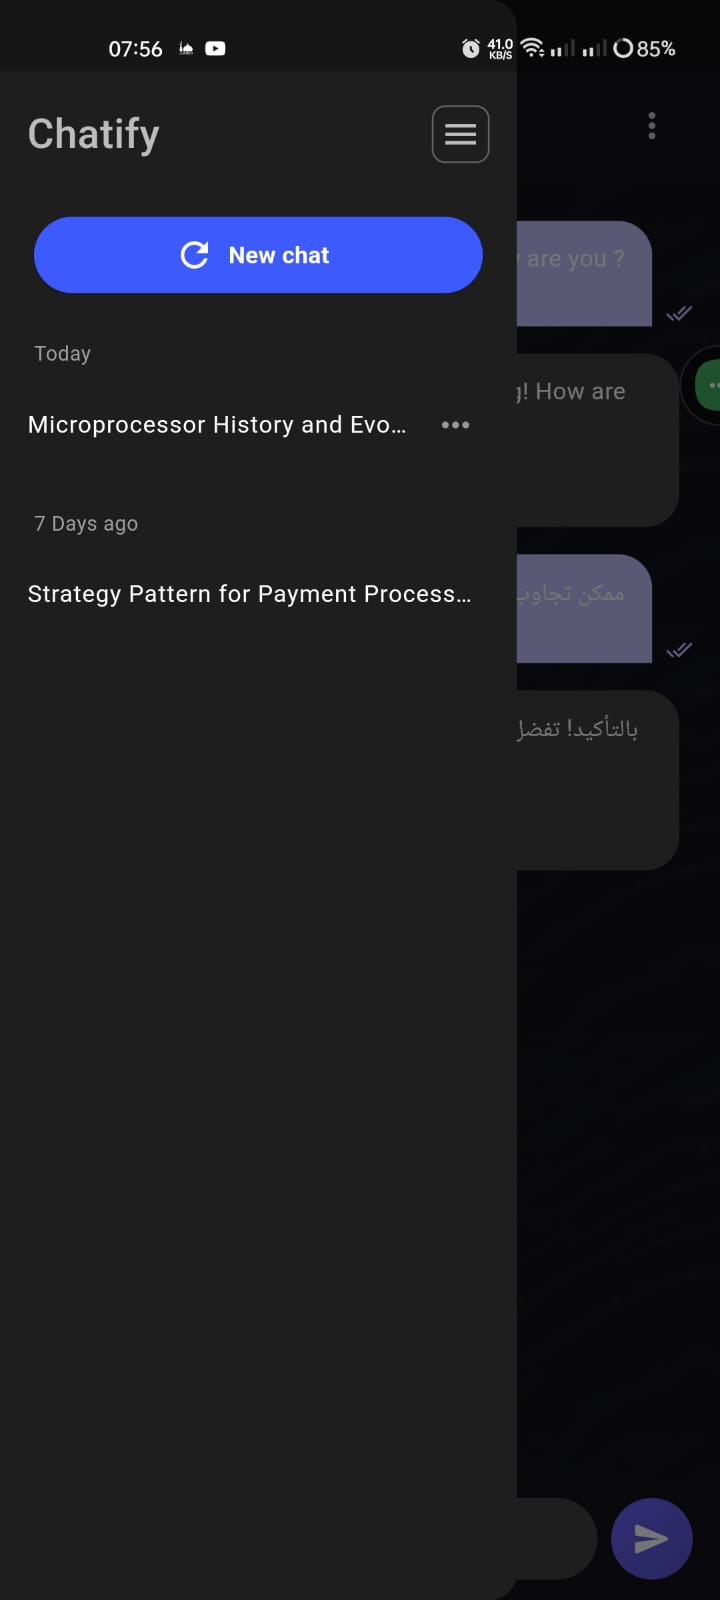 07:56
41.0
KB/S
85%
Chatify
New chat
are you ?
Today
g! How are
Microprocessor History and Evo...
7 Days ago
ممكن تجاوب
Strategy Pattern for Payment Process...
بالتأكيد! تفضل